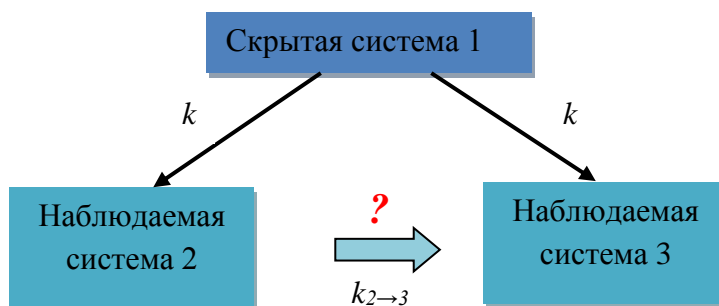 Скрытая система 1
k
k
Наблюдаемая
система 2
?
k2→3
Наблюдаемая
система 3